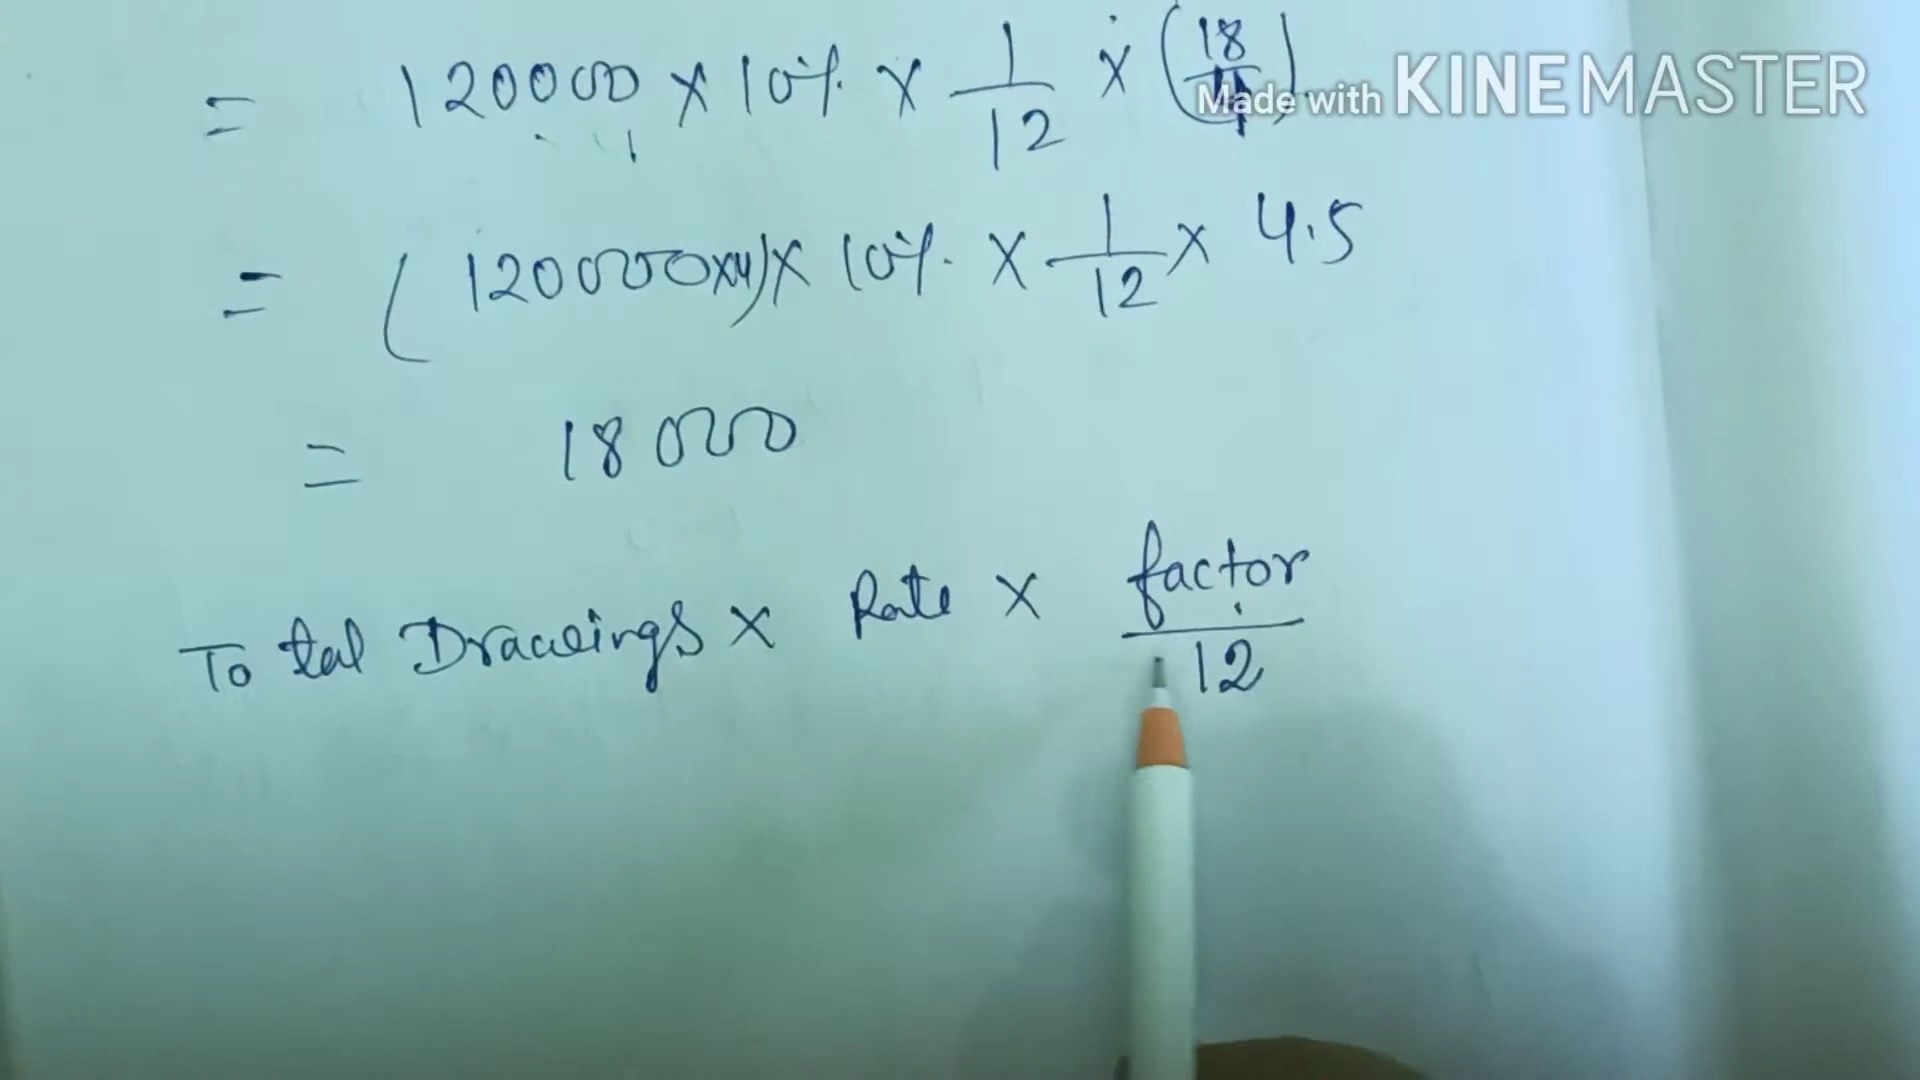 = 120000 × 10% × 1/12 × (18/4)
Made with KINEMASTER
= (120000×4) × 10% × 1/12 × 4.5
= 18000
Total Drawings × Rate × factor/12